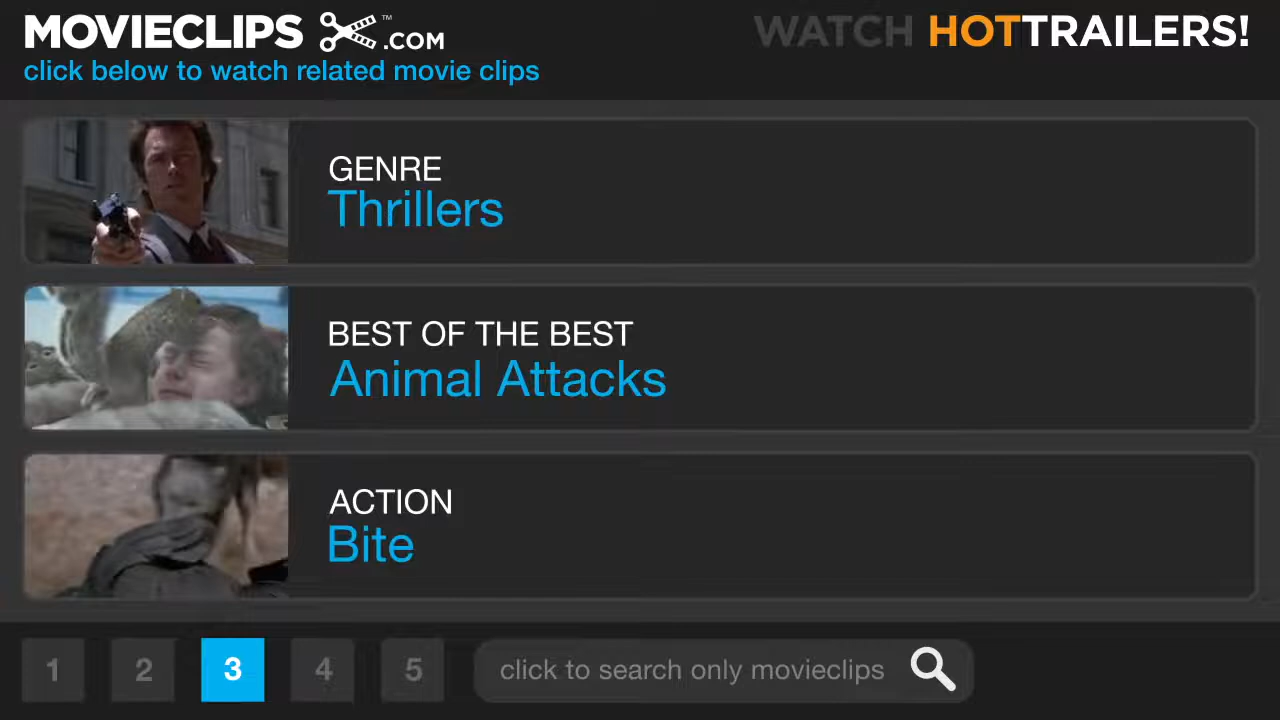 MOVIECLIPS ™.COM
WATCH HOTTRAILERS!
click below to watch related movie clips
GENRE
Thrillers
BEST OF THE BEST
Animal Attacks
ACTION
Bite
1 2 3 4 5 click to search only movieclips